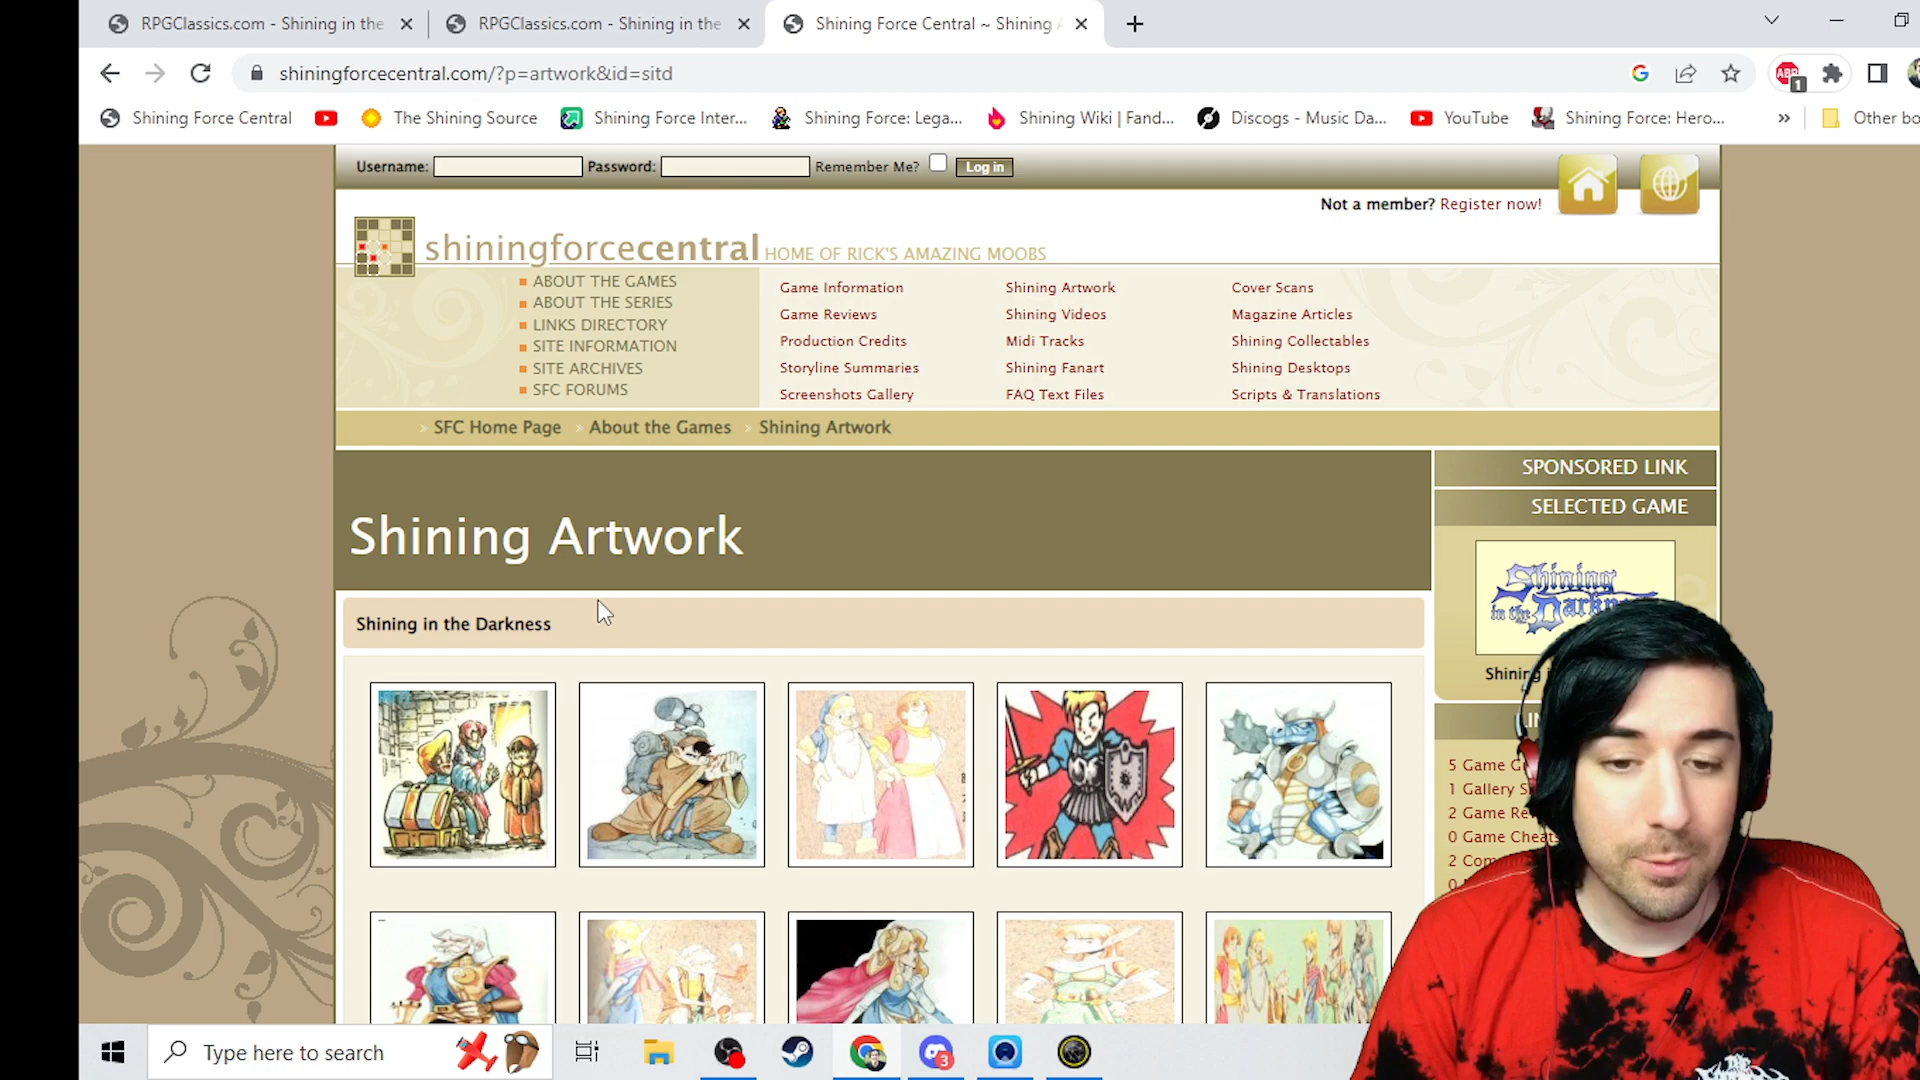 RPGClassics.com - Shining in the
RPGClassics.com - Shining in the
Shining Force Central ~ Shining
shiningforcecentral.com/?p=artwork&id=sitd
ABP
1
Shining Force Central
The Shining Source
Shining Force Inter...
Shining Force: Lega...
Shining Wiki | Fand...
Discogs - Music Da...
YouTube
Shining Force: Hero...
Other bo
Username:
Password:
Remember Me?
Log in
Not a member? Register now!
shiningforcecentral HOME OF RICK'S AMAZING MOOBS
ABOUT THE GAMES
ABOUT THE SERIES
LINKS DIRECTORY
SITE INFORMATION
SITE ARCHIVES
SFC FORUMS
Game Information
Game Reviews
Production Credits
Storyline Summaries
Screenshots Gallery
Shining Artwork
Shining Videos
Midi Tracks
Shining Fanart
FAQ Text Files
Cover Scans
Magazine Articles
Shining Collectables
Shining Desktops
Scripts & Translations
SFC Home Page
About the Games
Shining Artwork
Shining Artwork
Shining in the Darkness
SPONSORED LINK
SELECTED GAME
Shining in the
Shining
5 Game G
1 Gallery S
2 Game Re
0 Game Cheats
2 Com
0
Type here to search
3